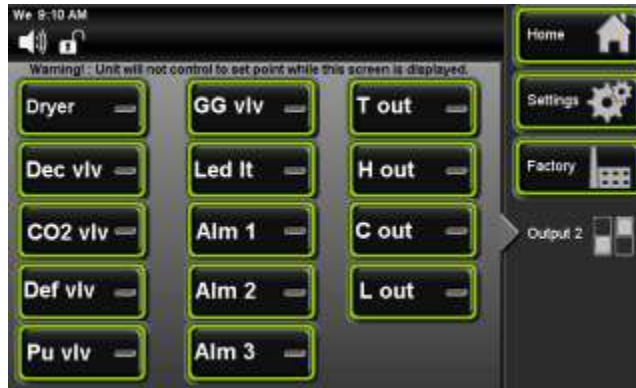 We 9:10 AM
Warning! : Unit will not control to set point while this screen is displayed.
Dryer
GG vlv
T out
Dec vlv
Led lt
H out
CO2 vlv
Alm 1
C out
Def vlv
Alm 2
L out
Pu vlv
Alm 3
Home
Settings
Factory
Output 2